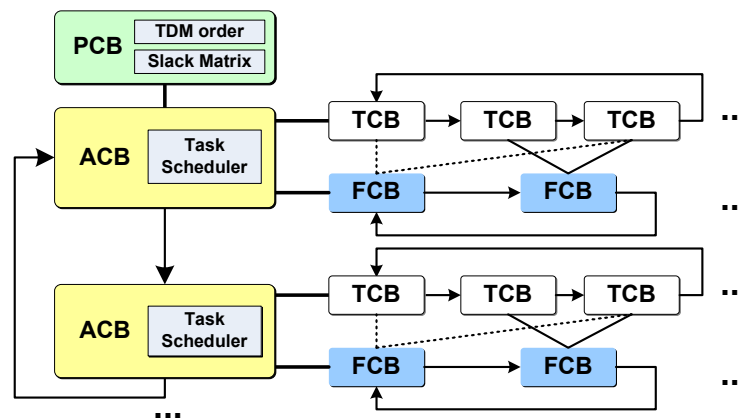 PCB
TDM order
Slack Matrix
ACB
Task
Scheduler
TCB
TCB
TCB
..
FCB
FCB
..
ACB
Task
Scheduler
TCB
TCB
TCB
..
FCB
FCB
..
...